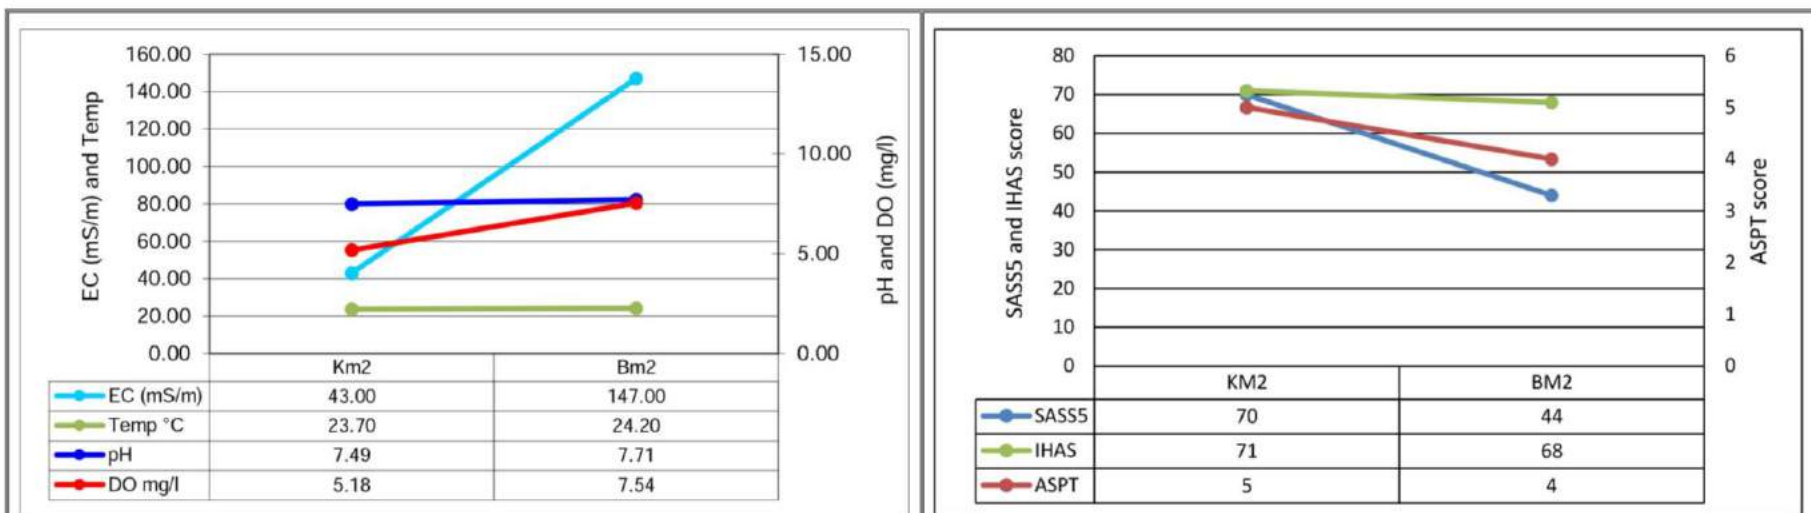 160.00
140.00
120.00
100.00
80.00
60.00
40.00
20.00
0.00
EC (mS/m) and Temp
15.00
10.00
5.00
0.00
pH and DO (mg/l)
Km2 Bm2
EC (mS/m) 43.00 147.00
Temp °C 23.70 24.20
pH 7.49 7.71
DO mg/l 5.18 7.54
80
70
60
50
40
30
20
10
0
SASS5 and IHAS score
6
5
4
3
2
1
0
ASPT score
KM2 BM2
SASS5 70 44
IHAS 71 68
ASPT 5 4